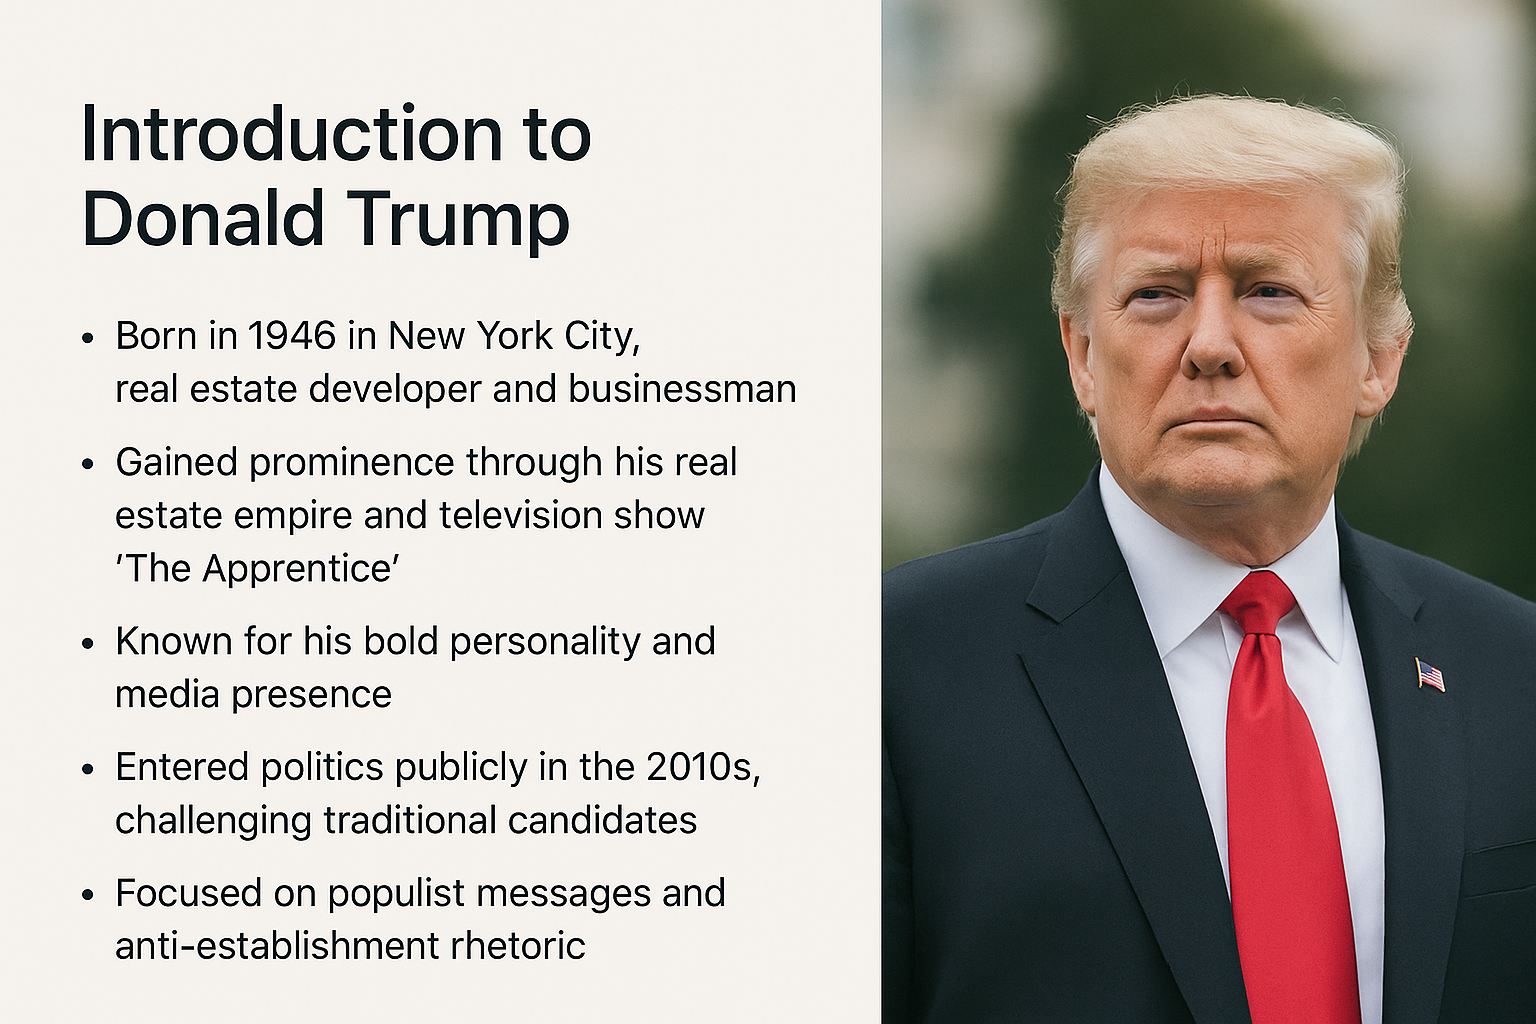 Introduction to
Donald Trump
• Born in 1946 in New York City,
real estate developer and businessman
• Gained prominence through his real
estate empire and television show
′The Apprentice′
• Known for his bold personality and
media presence
• Entered politics publicly in the 2010s,
challenging traditional candidates
• Focused on populist messages and
anti-establishment rhetoric